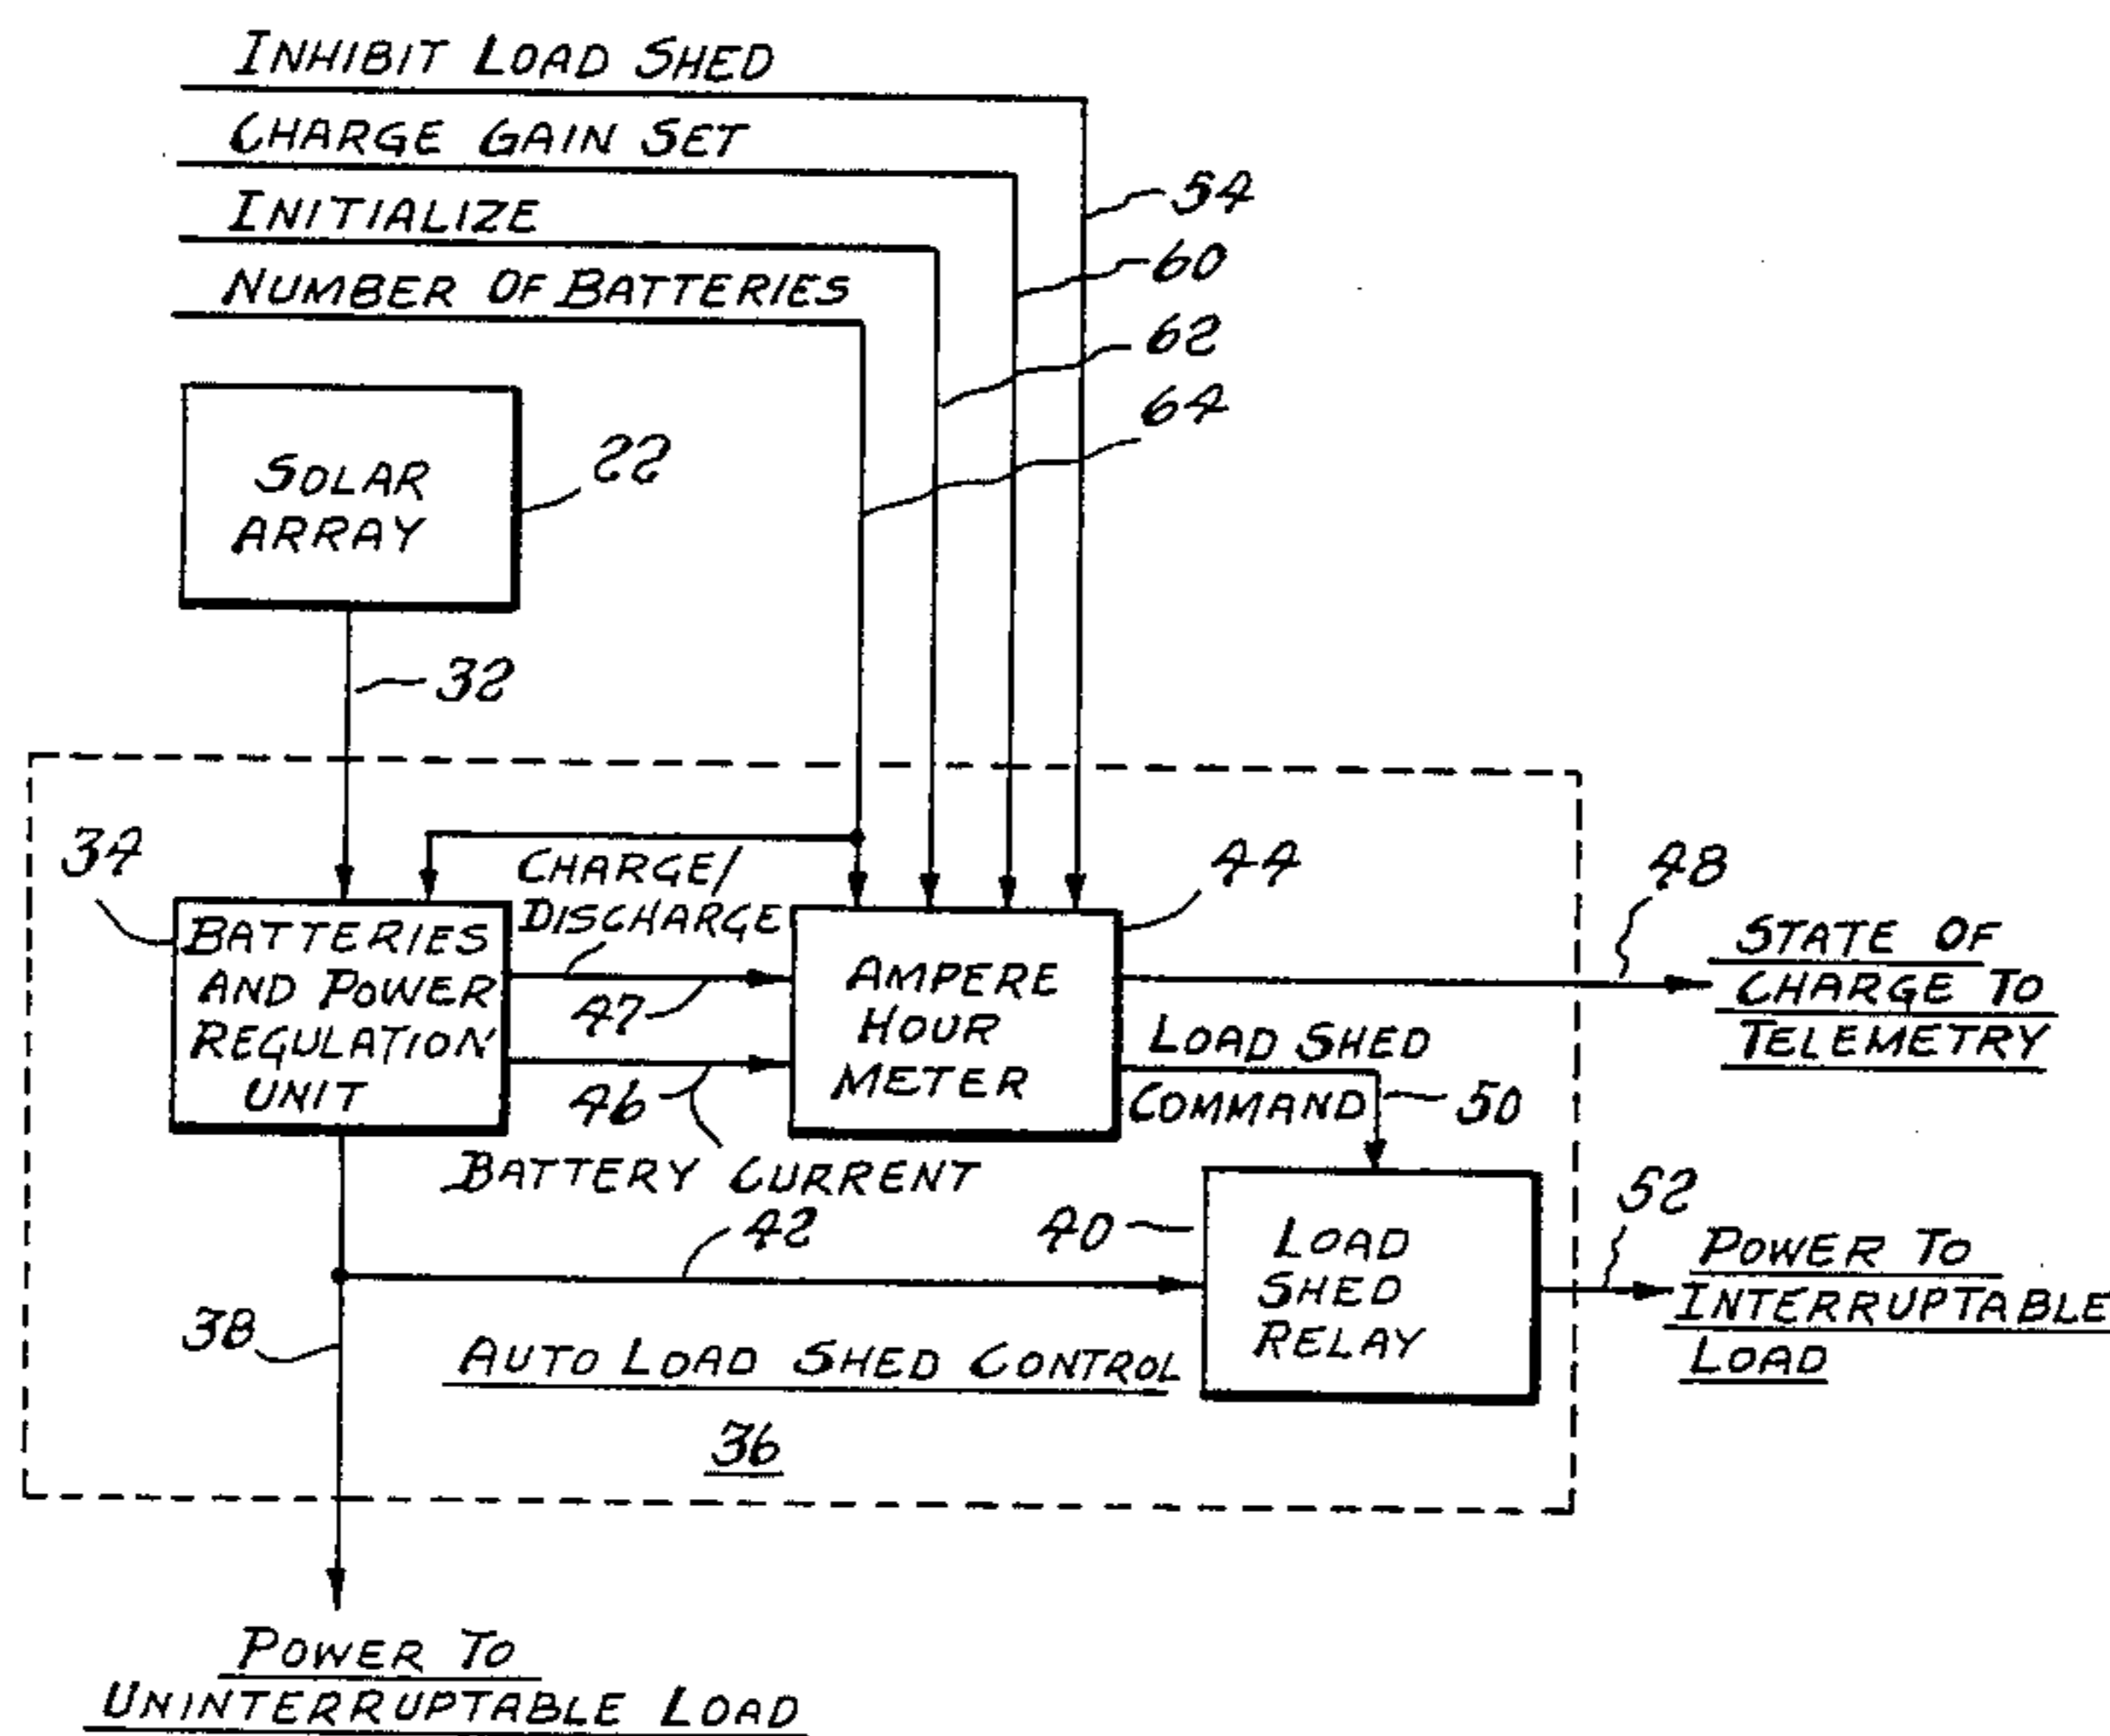 INHIBIT LOAD SHED
CHARGE GAIN SET
INITIALIZE
NUMBER OF BATTERIES
54
60
62
64
SOLAR
ARRAY
22
32
34
BATTERIES
AND POWER
REGULATION
UNIT
CHARGE/
DISCHARGE
47
46
BATTERY CURRENT
AMPERE
HOUR
METER
44
48
STATE OF
CHARGE TO
TELEMETRY
LOAD SHED
COMMAND
50
42
40
LOAD
SHED
RELAY
52
POWER TO
INTERRUPTABLE
LOAD
38
AUTO LOAD SHED CONTROL
36
POWER TO
UNINTERRUPTABLE LOAD